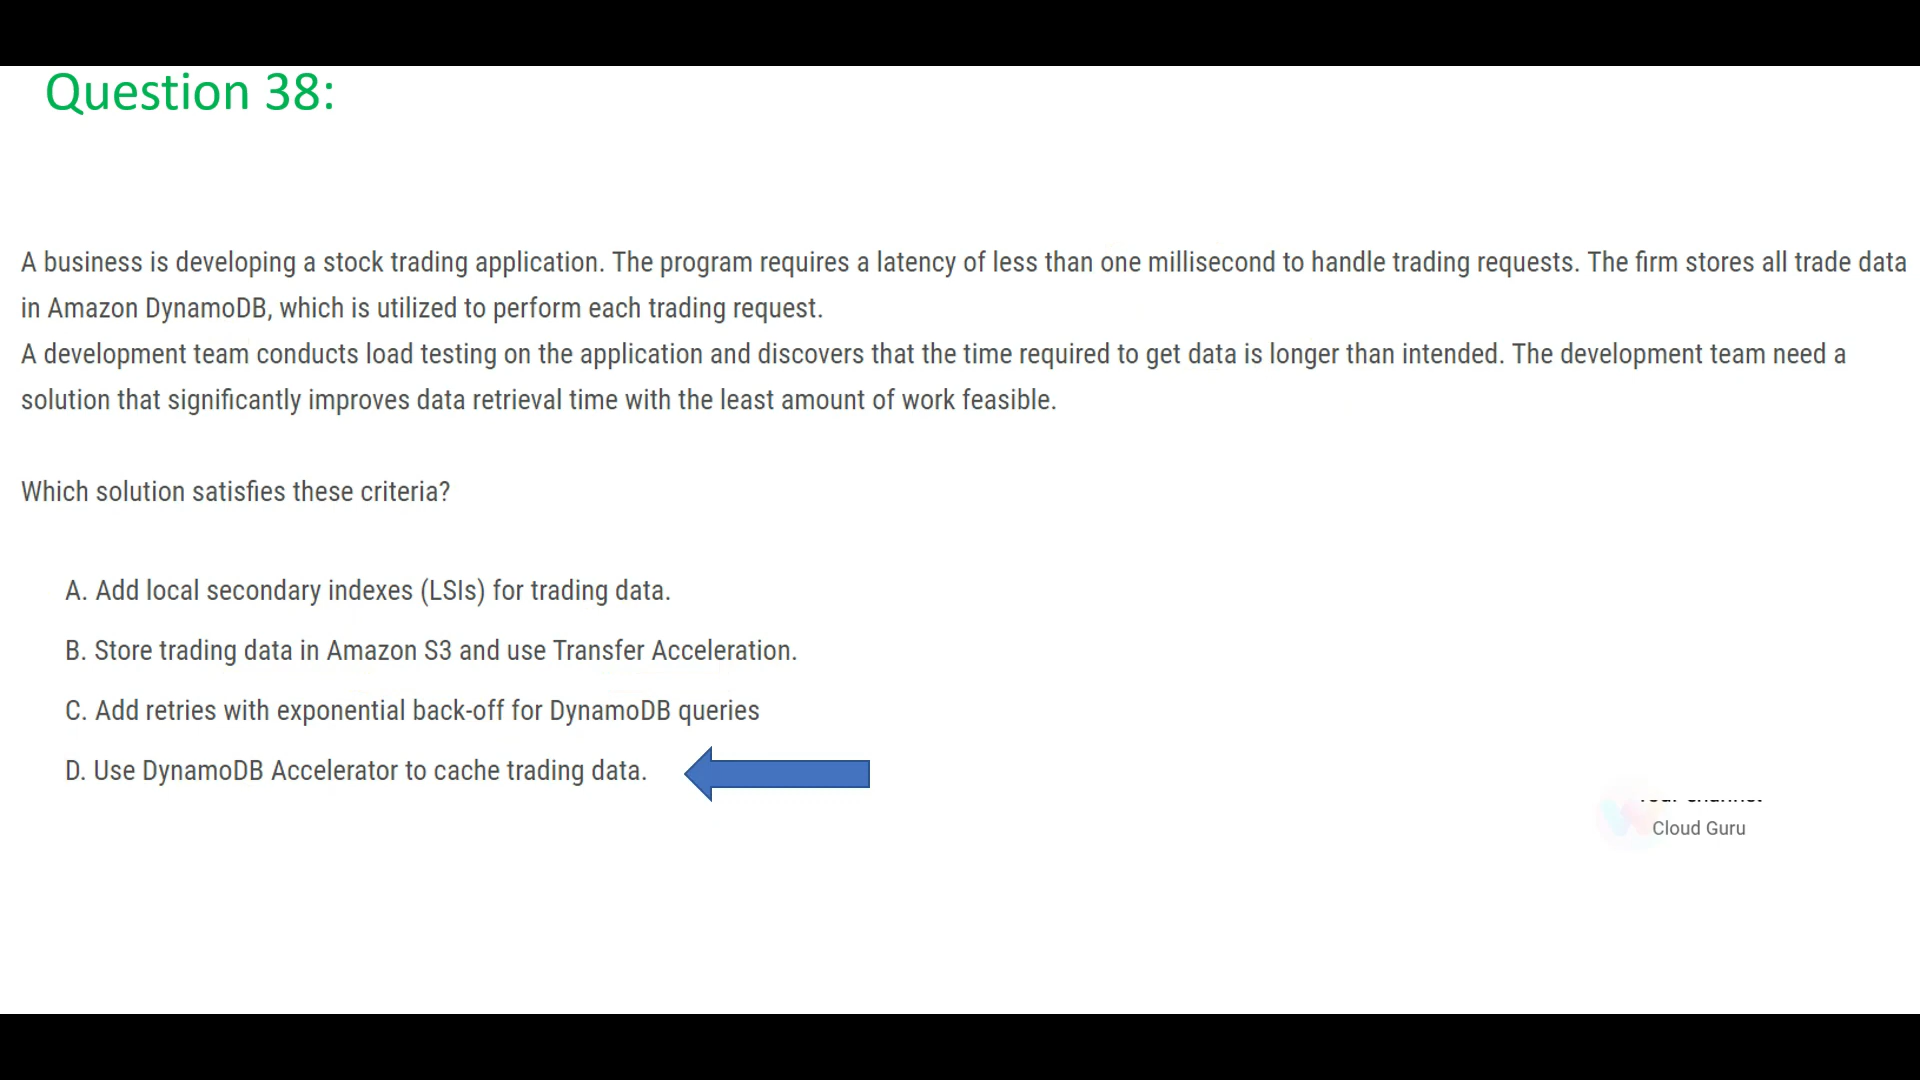 Question 38:
A business is developing a stock trading application. The program requires a latency of less than one millisecond to handle trading requests. The firm stores all trade data
in Amazon DynamoDB, which is utilized to perform each trading request.
A development team conducts load testing on the application and discovers that the time required to get data is longer than intended. The development team need a
solution that significantly improves data retrieval time with the least amount of work feasible.
Which solution satisfies these criteria?
A. Add local secondary indexes (LSIs) for trading data.
B. Store trading data in Amazon S3 and use Transfer Acceleration.
C. Add retries with exponential back-off for DynamoDB queries
D. Use DynamoDB Accelerator to cache trading data.
Cloud Guru